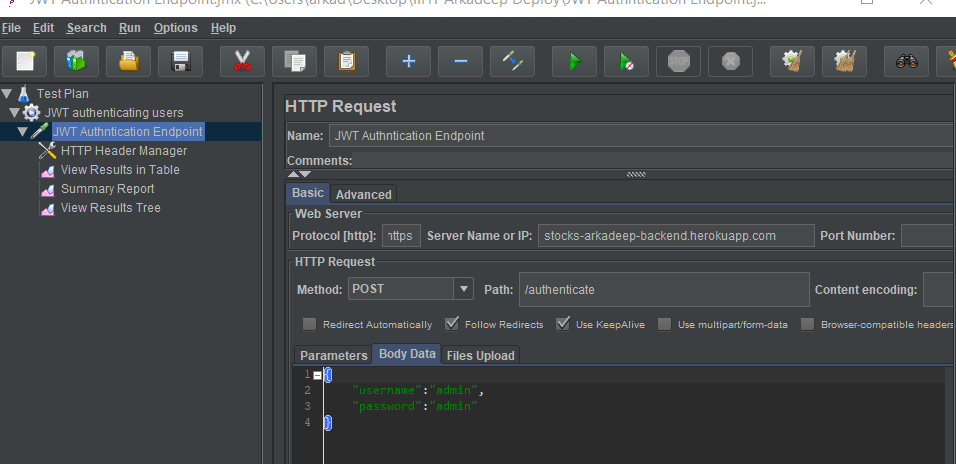 JWT Authntication Endpoint.jmx (C:\Users\arkad\Desktop\IIHT Arkadeep Deploy\JWT Authntication Endpoint.j...
File Edit Search Run Options Help
STOP
Test Plan
JWT authenticating users
JWT Authntication Endpoint
HTTP Header Manager
View Results in Table
Summary Report
View Results Tree
HTTP Request
Name: JWT Authntication Endpoint
Comments:
Basic Advanced
Web Server
Protocol [http]: https Server Name or IP: stocks-arkadeep-backend.herokuapp.com Port Number:
HTTP Request
Method: POST Path: /authenticate Content encoding:
Redirect Automatically Follow Redirects Use KeepAlive Use multipart/form-data Browser-compatible headers
Parameters Body Data Files Upload
1 {
2 "username":"admin",
3 "password":"admin"
4 }